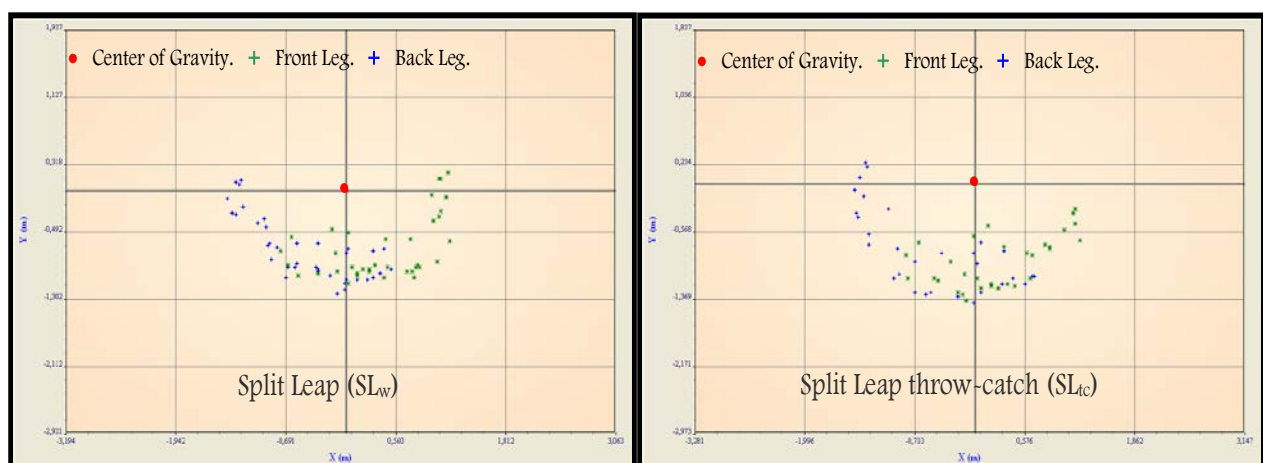 Center of Gravity. Front Leg. Back Leg.
1,937
1,127
0,318
-0,492
-1,302
-2,112
-2,921
Y (m)
Split Leap (SLw)
-3,194 -1,942 -0,691 0,560 1,812 3,063
X (m)
Center of Gravity. Front Leg. Back Leg.
1,837
1,036
0,234
-0,568
-1,369
-2,171
-2,973
Y (m)
Split Leap throw-catch (SLtc)
-3,281 -1,996 -0,710 0,576 1,862 3,147
X (m)